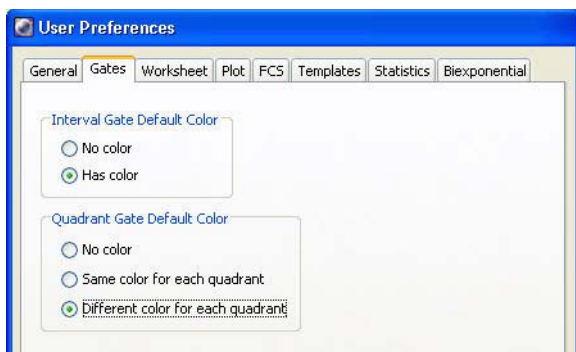 User Preferences
General Gates Worksheet Plot FCS Templates Statistics Biexponential
Interval Gate Default Color
No color
Has color
Quadrant Gate Default Color
No color
Same color for each quadrant
Different color for each quadrant